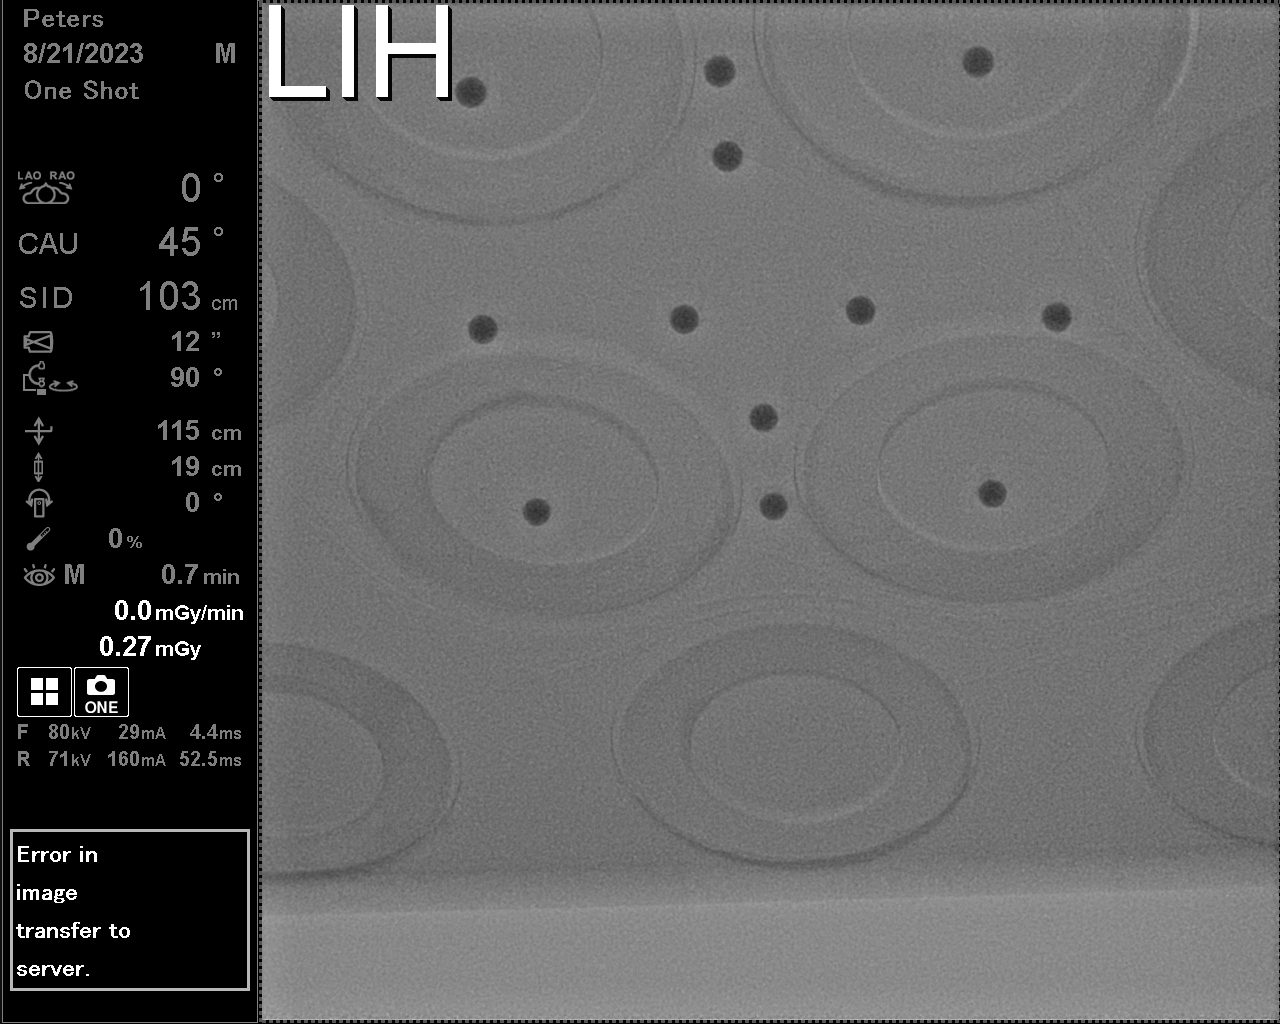 Peters
8/21/2023 M
One Shot
LIH
LAO RAO
0 °
CAU 45 °
SID 103 cm
12 ”
90 °
115 cm
19 cm
0 °
0 %
M 0.7 min
0.0 mGy/min
0.27 mGy
ONE
F 80kV 29mA 4.4ms
R 71kV 160mA 52.5ms
Error in
image
transfer to
server.